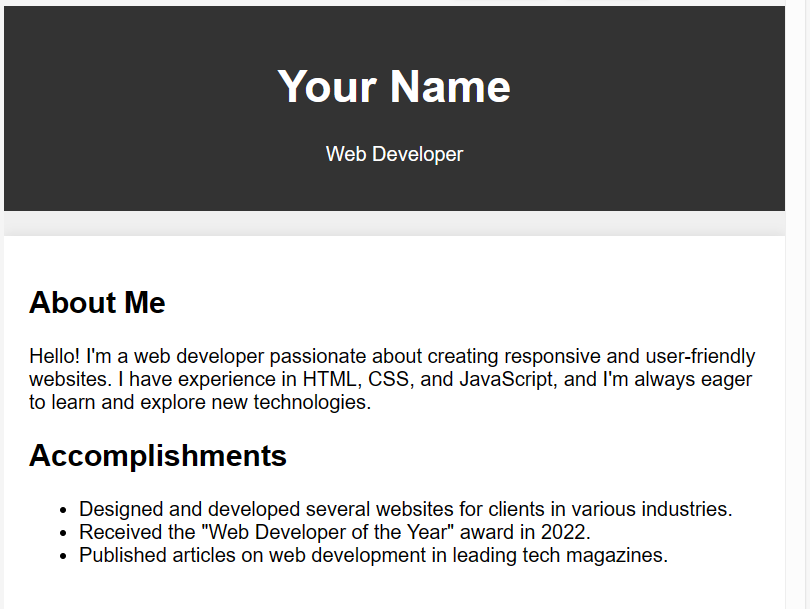 Your Name
Web Developer
About Me
Hello! I'm a web developer passionate about creating responsive and user-friendly
websites. I have experience in HTML, CSS, and JavaScript, and I'm always eager
to learn and explore new technologies.
Accomplishments
• Designed and developed several websites for clients in various industries.
• Received the "Web Developer of the Year" award in 2022.
• Published articles on web development in leading tech magazines.